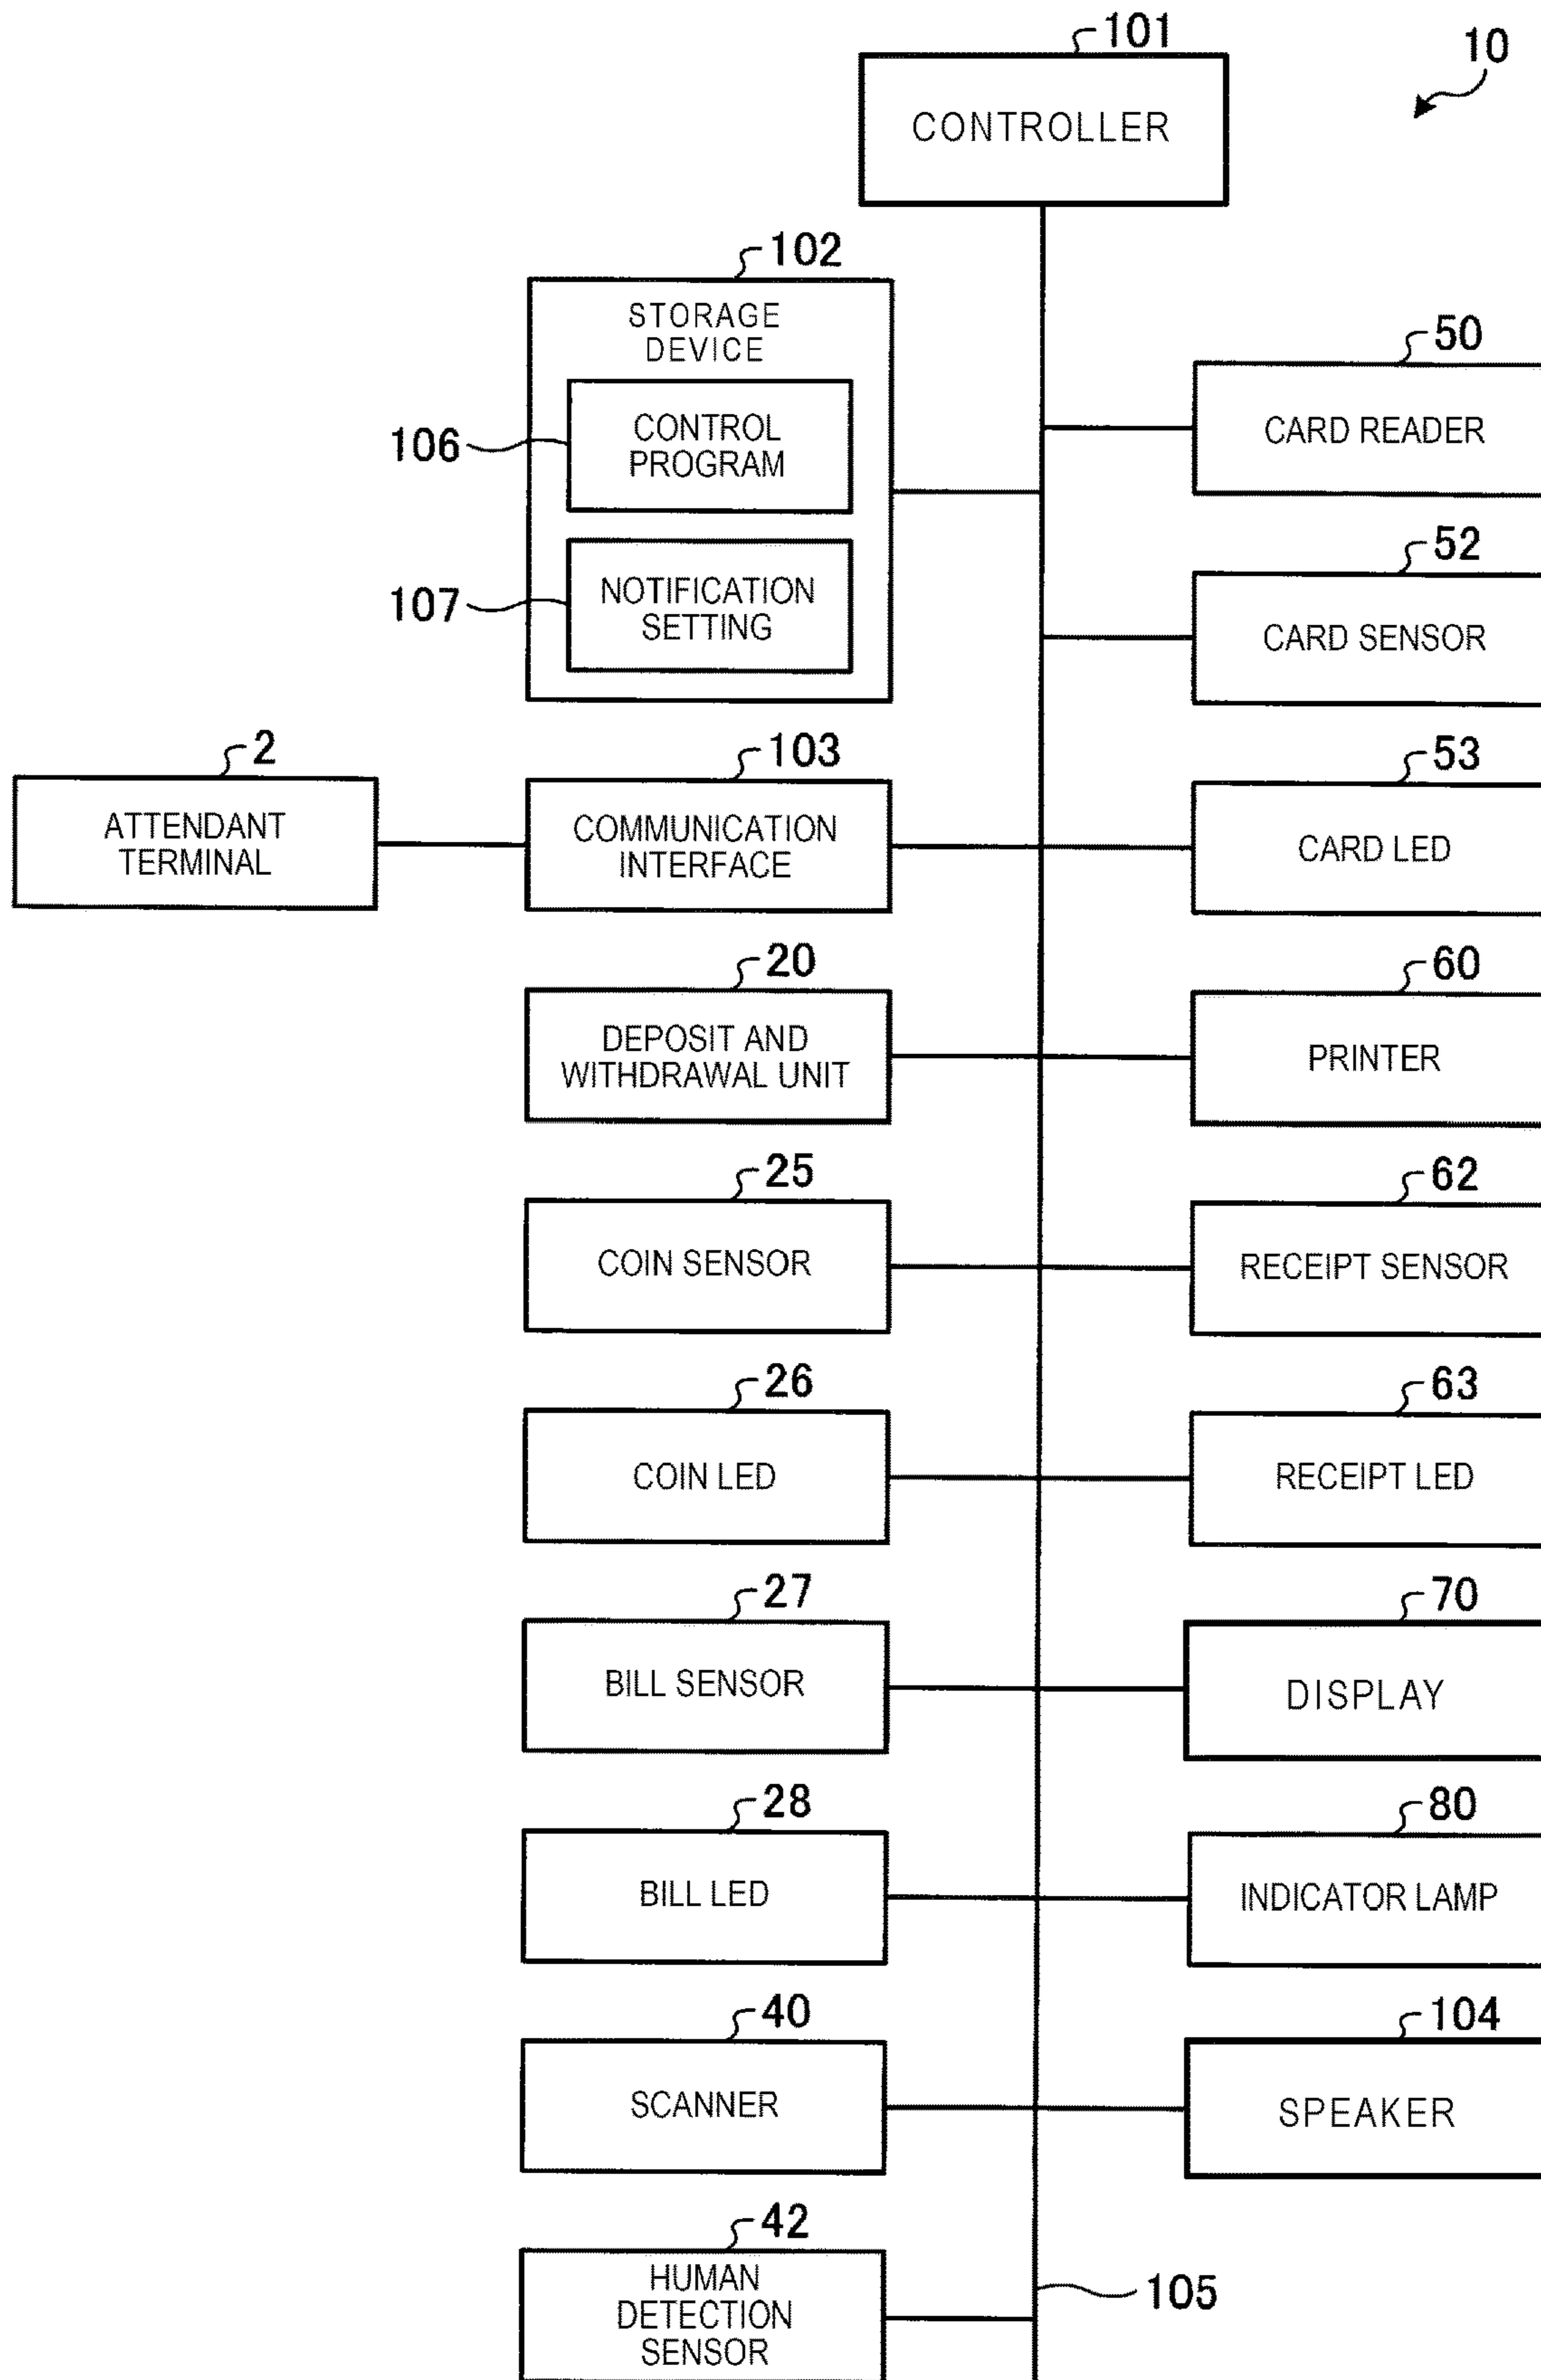 101
10
CONTROLLER
102
STORAGE
DEVICE
50
CARD READER
106
CONTROL
PROGRAM
52
CARD SENSOR
107
NOTIFICATION
SETTING
2
ATTENDANT
TERMINAL
103
COMMUNICATION
INTERFACE
53
CARD LED
20
DEPOSIT AND
WITHDRAWAL UNIT
60
PRINTER
25
COIN SENSOR
62
RECEIPT SENSOR
26
COIN LED
63
RECEIPT LED
27
BILL SENSOR
70
DISPLAY
28
BILL LED
80
INDICATOR LAMP
40
SCANNER
104
SPEAKER
42
HUMAN
DETECTION
SENSOR
105